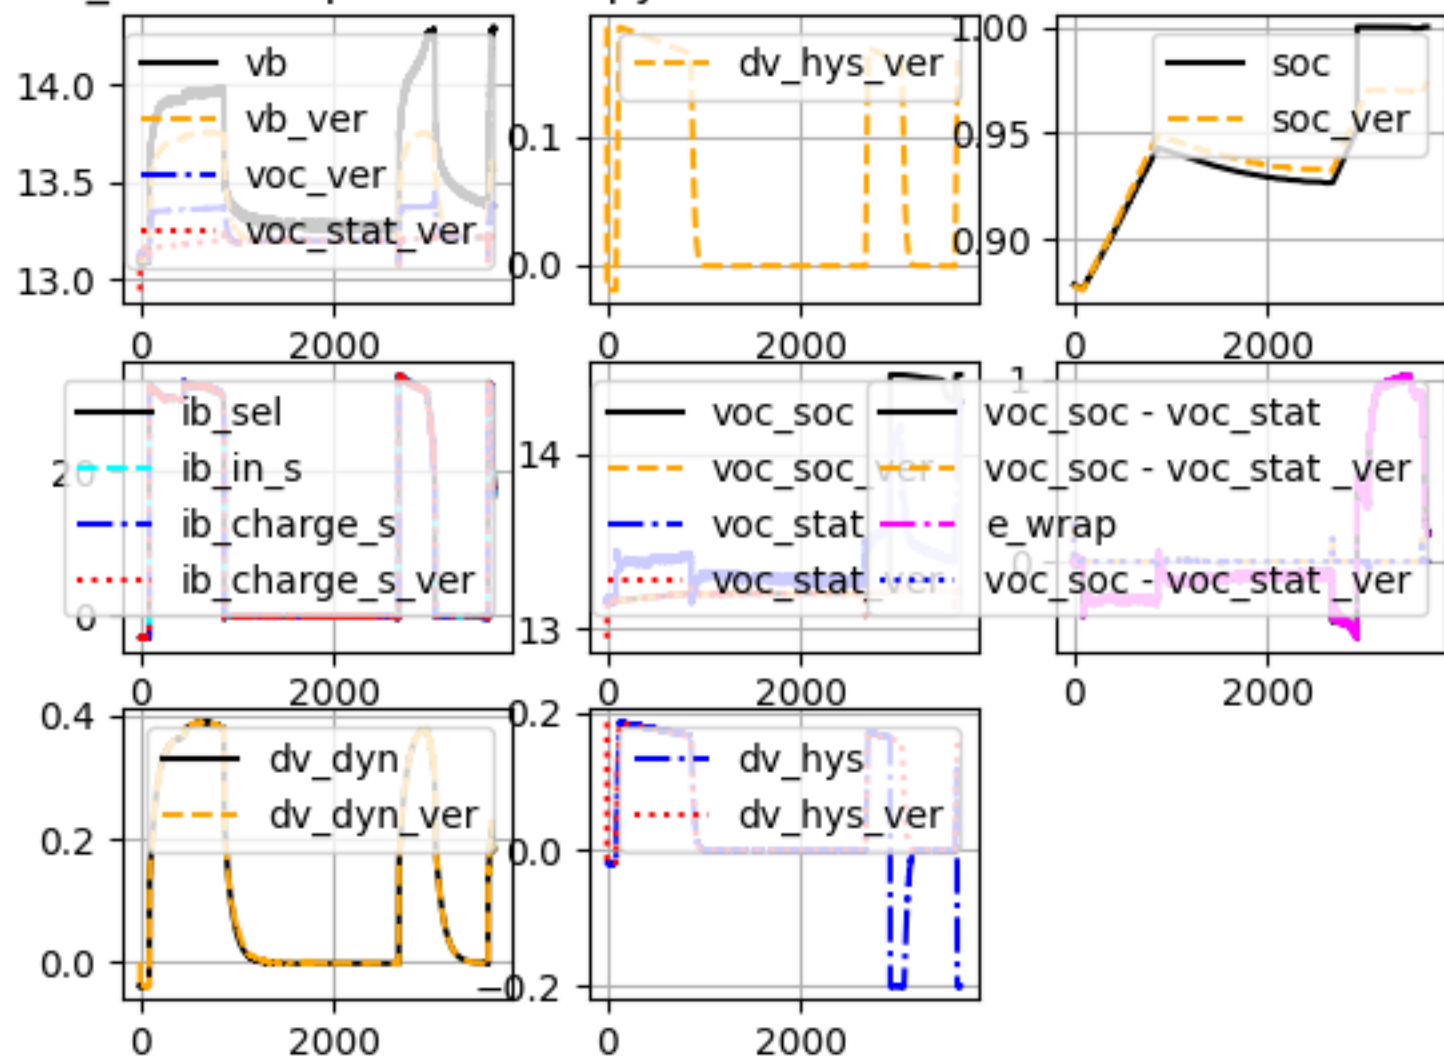 14.0
13.5
13.0
vb
vb_ver
voc_ver
voc_stat_ver
0 2000
0.1
0.0
dv_hys_ver
0 2000
1.00
0.95
0.90
soc
soc_ver
0 2000
20
0
ib_sel
ib_in_s
ib_charge_s
ib_charge_s_ver
0 2000
14
13
voc_soc
voc_soc_ver
voc_stat
voc_stat_ver
0 2000
1
0
voc_soc - voc_stat
voc_soc - voc_stat _ver
e_wrap
voc_soc - voc_stat _ver
0 2000
0.4
0.2
0.0
dv_dyn
dv_dyn_ver
0 2000
0.2
0.0
−0.2
dv_hys
dv_hys_ver
0 2000